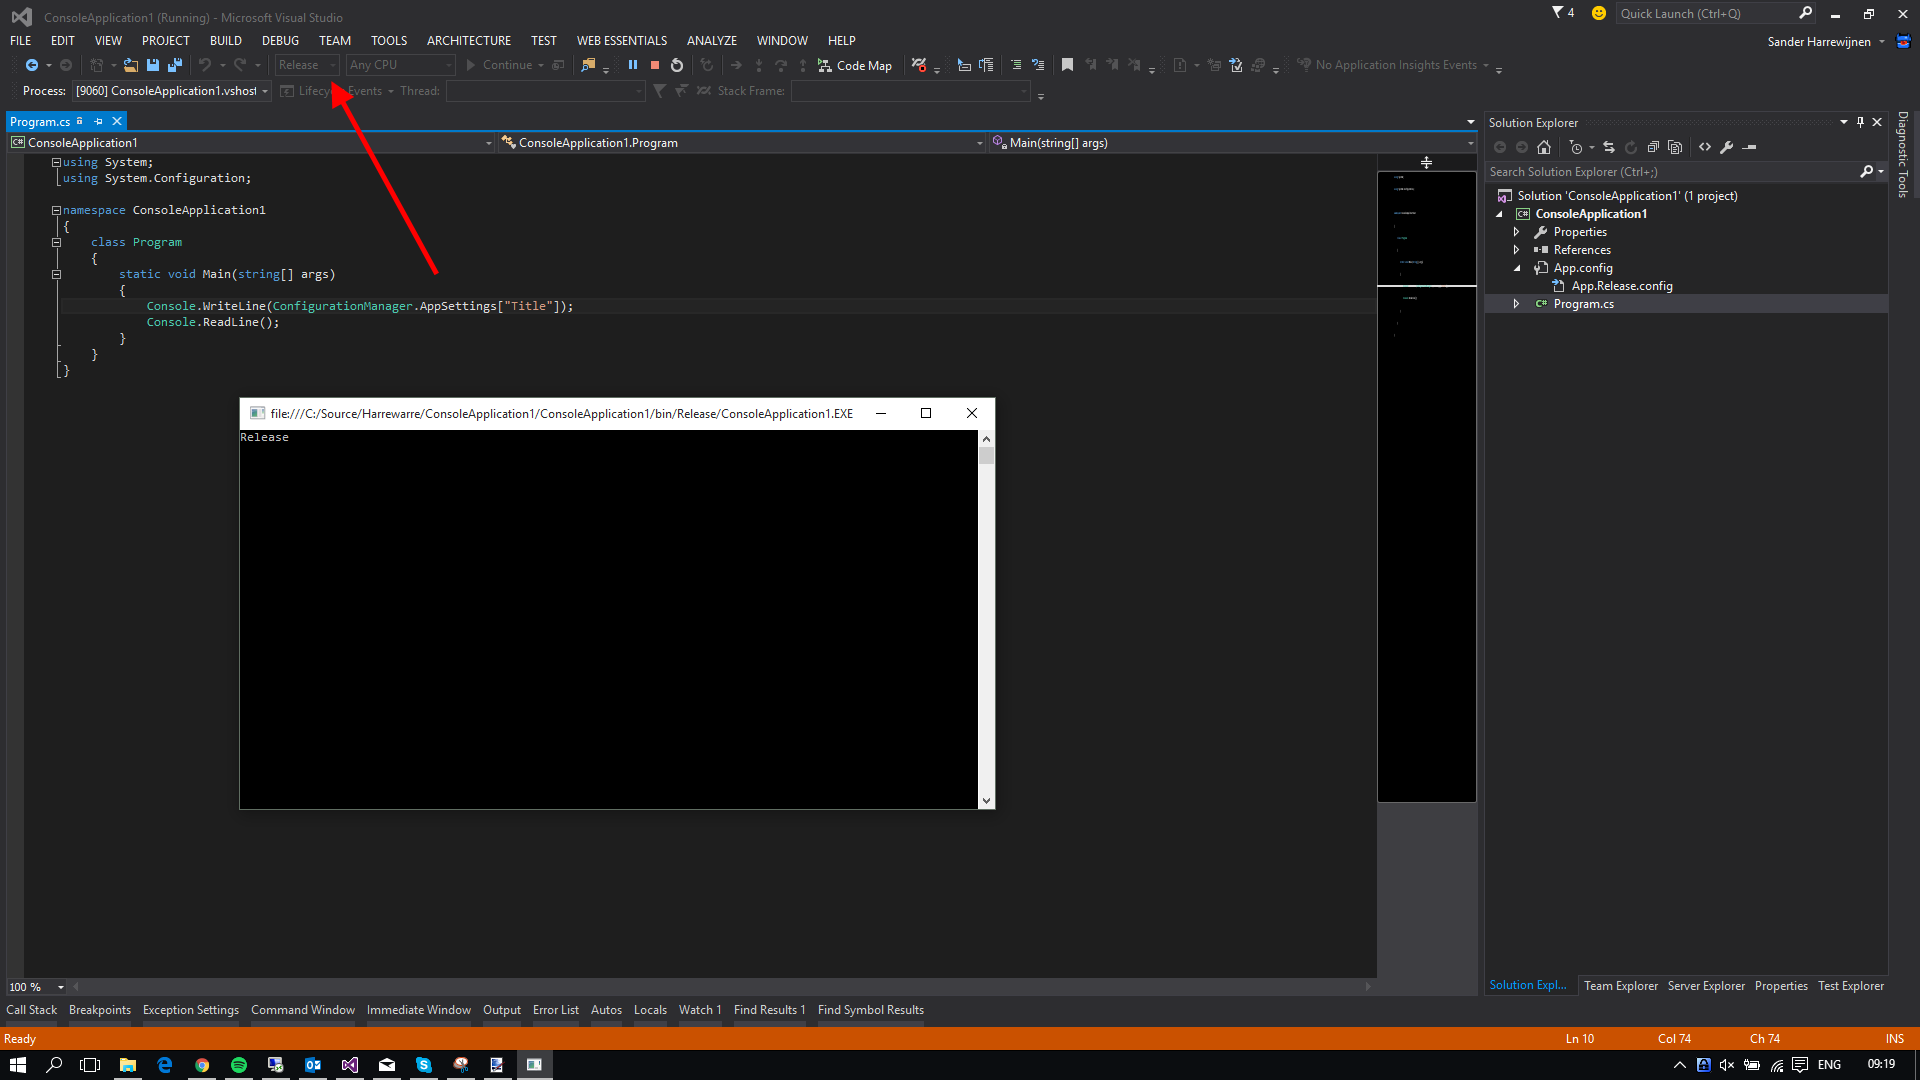 ConsoleApplication1 (Running) - Microsoft Visual Studio
4
Quick Launch (Ctrl+Q)
FILE EDIT VIEW PROJECT BUILD DEBUG TEAM TOOLS ARCHITECTURE TEST WEB ESSENTIALS ANALYZE WINDOW HELP
Sander Harrewijnen
Release Any CPU Continue Code Map No Application Insights Events
Process: [9060] ConsoleApplication1.vshost Events Thread: Stack Frame:
Program.cs
ConsoleApplication1
ConsoleApplication1.Program
Main(string[] args)
using System;
using System.Configuration;
namespace ConsoleApplication1
{
class Program
{
static void Main(string[] args)
{
Console.WriteLine(ConfigurationManager.AppSettings["Title"]);
Console.ReadLine();
}
}
}
file:///C:/Source/Harrewarre/ConsoleApplication1/ConsoleApplication1/bin/Release/ConsoleApplication1.EXE
Release
Solution Explorer
Search Solution Explorer (Ctrl+;)
Solution 'ConsoleApplication1' (1 project)
C# ConsoleApplication1
Properties
References
App.config
App.Release.config
C# Program.cs
Diagnostic Tools
100 %
Solution Expl... Team Explorer Server Explorer Properties Test Explorer
Call Stack Breakpoints Exception Settings Command Window Immediate Window Output Error List Autos Locals Watch 1 Find Results 1 Find Symbol Results
Ready Ln 10 Col 74 Ch 74 INS
ENG 09:19